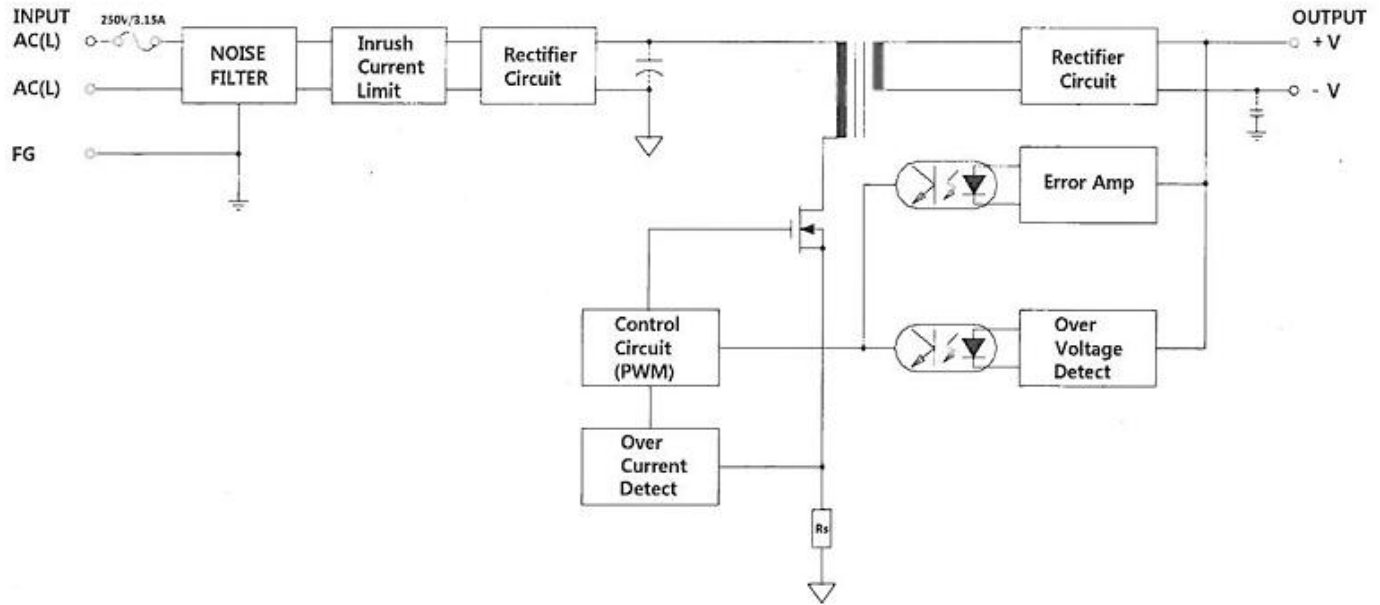 INPUT
250V/3.15A
OUTPUT
AC(L)
NOISE
FILTER
Inrush
Current
Limit
Rectifier
Circuit
Rectifier
Circuit
+ V
AC(L)
- V
FG
Error Amp
Control
Circuit
(PWM)
Over
Voltage
Detect
Over
Current
Detect
Rs